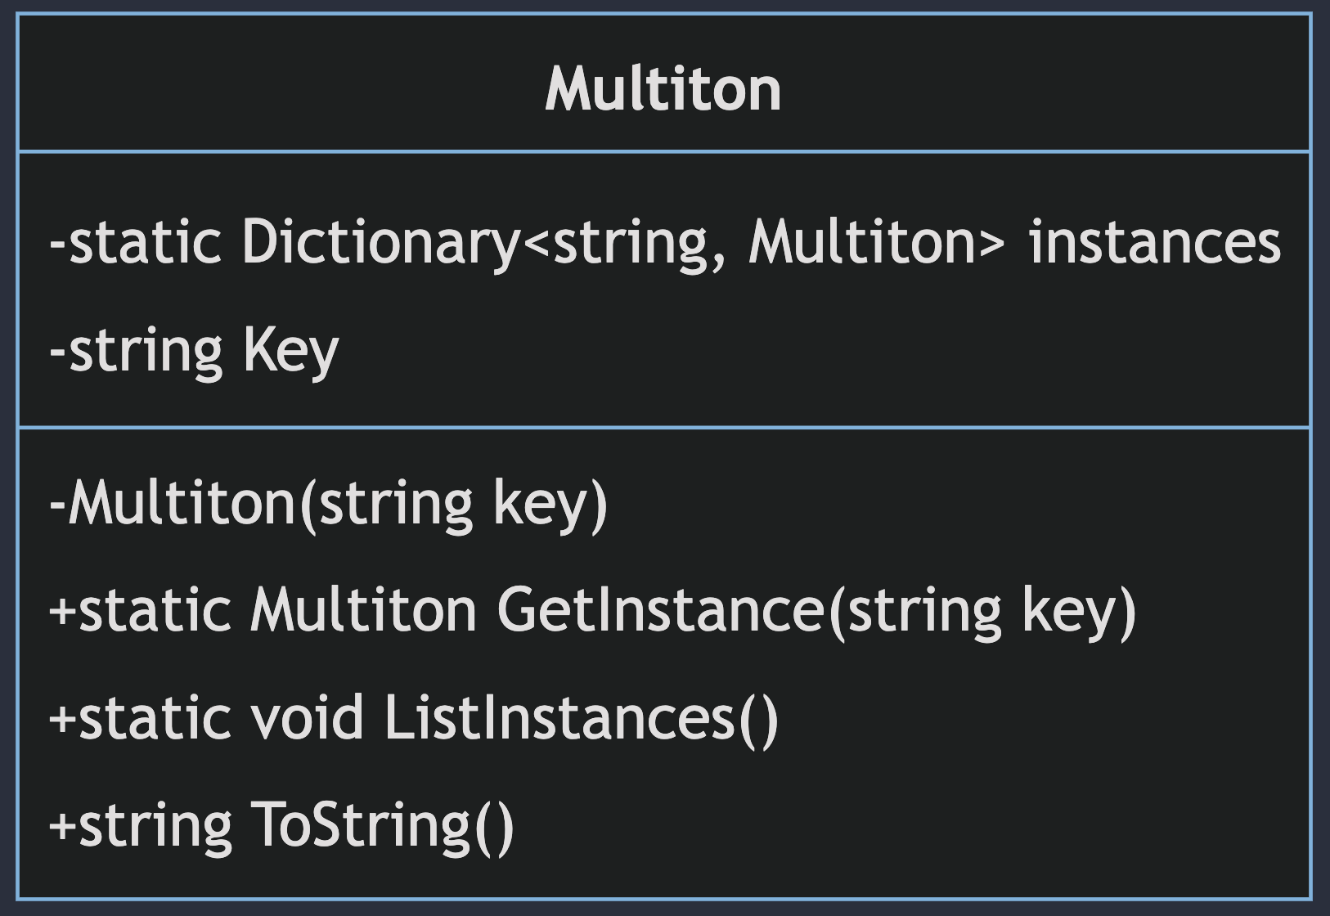 Multiton
-static Dictionary<string, Multiton> instances
-string Key
-Multiton(string key)
+static Multiton GetInstance(string key)
+static void ListInstances()
+string ToString()